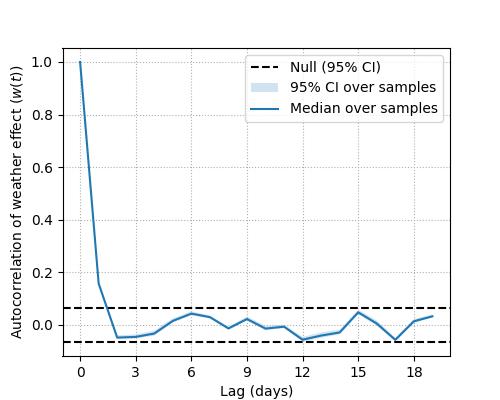 Autocorrelation of weather effect (w(t))
1.0
0.8
0.6
0.4
0.2
0.0
Null (95% CI)
95% CI over samples
Median over samples
0 3 6 9 12 15 18
Lag (days)